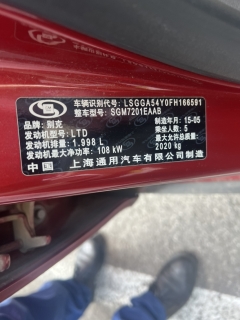 车辆识别代号: LSGGA54Y0FH166591
整车型号: SGM7201EAAB
品牌: 别克
制造年月: 15-05
发动机型号: LTD
乘坐人数: 5
发动机排量: 1.998 L
最大允许总质量:
发动机最大净功率: 108 kW
2020 kg
中国 上海通用汽车有限公司制造